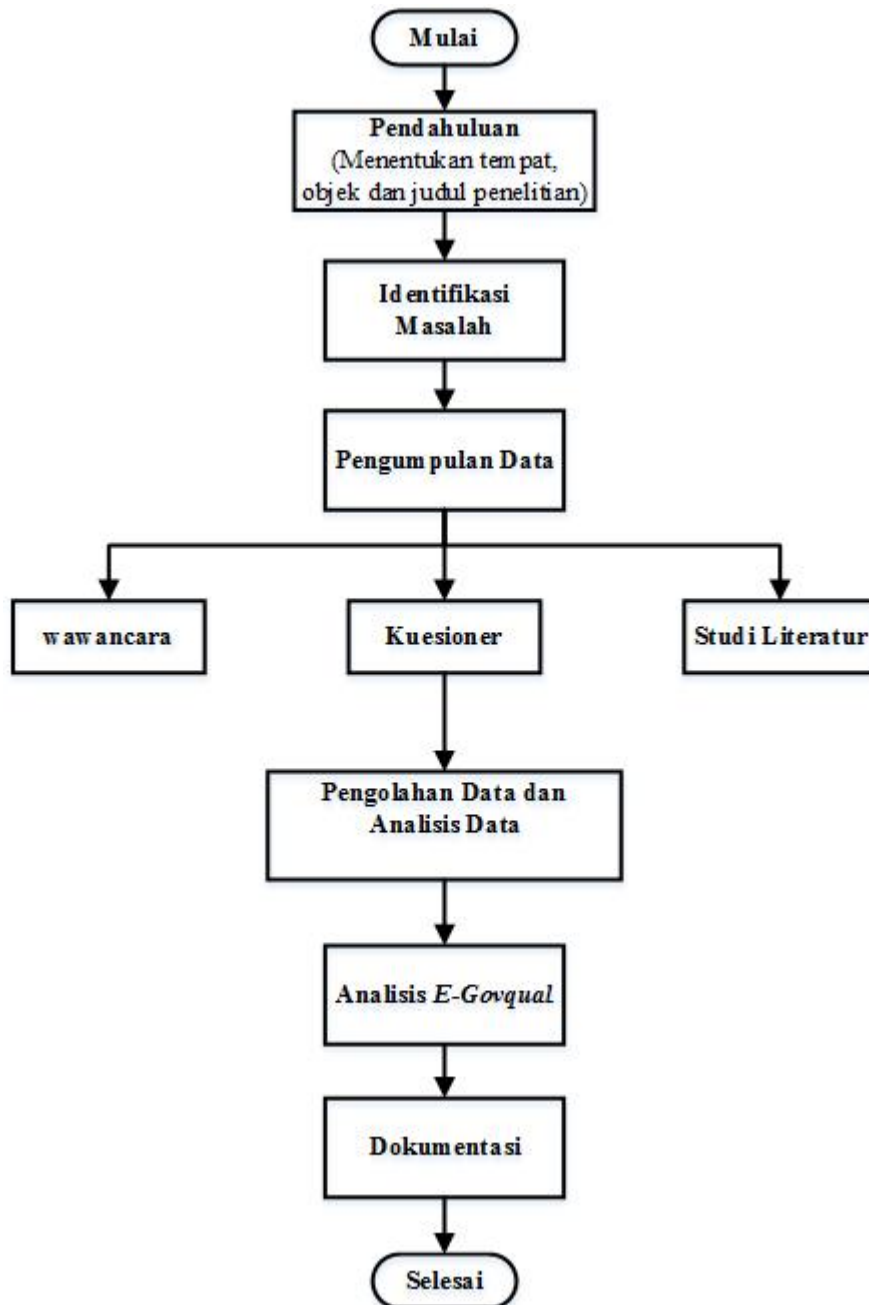 Mulai
Pendahuluan
(Menentukan tempat,
objek dan judul penelitian)
Identifikasi
Masalah
Pengumpulan Data
wawancara
Kuesioner
Studi Literatur
Pengolahan Data dan
Analisis Data
Analisis E-Govqual
Dokumentasi
Selesai